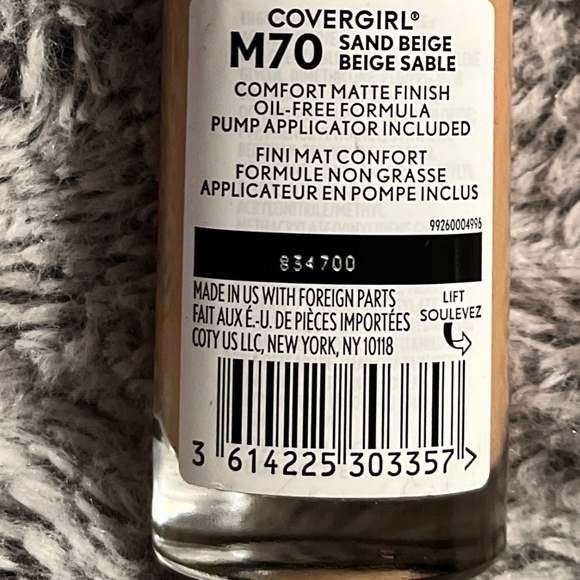 COVERGIRL®
M70 SAND BEIGE
BEIGE SABLE
COMFORT MATTE FINISH
OIL-FREE FORMULA
PUMP APPLICATOR INCLUDED
FINI MAT CONFORT
FORMULE NON GRASSE
APPLICATEUR EN POMPE INCLUS
99260004996
834700
MADE IN US WITH FOREIGN PARTS
FAIT AUX É.-U. DE PIÈCES IMPORTÉES
COTY US LLC, NEW YORK, NY 10118
LIFT
SOULEVEZ
3 614225 303357 >